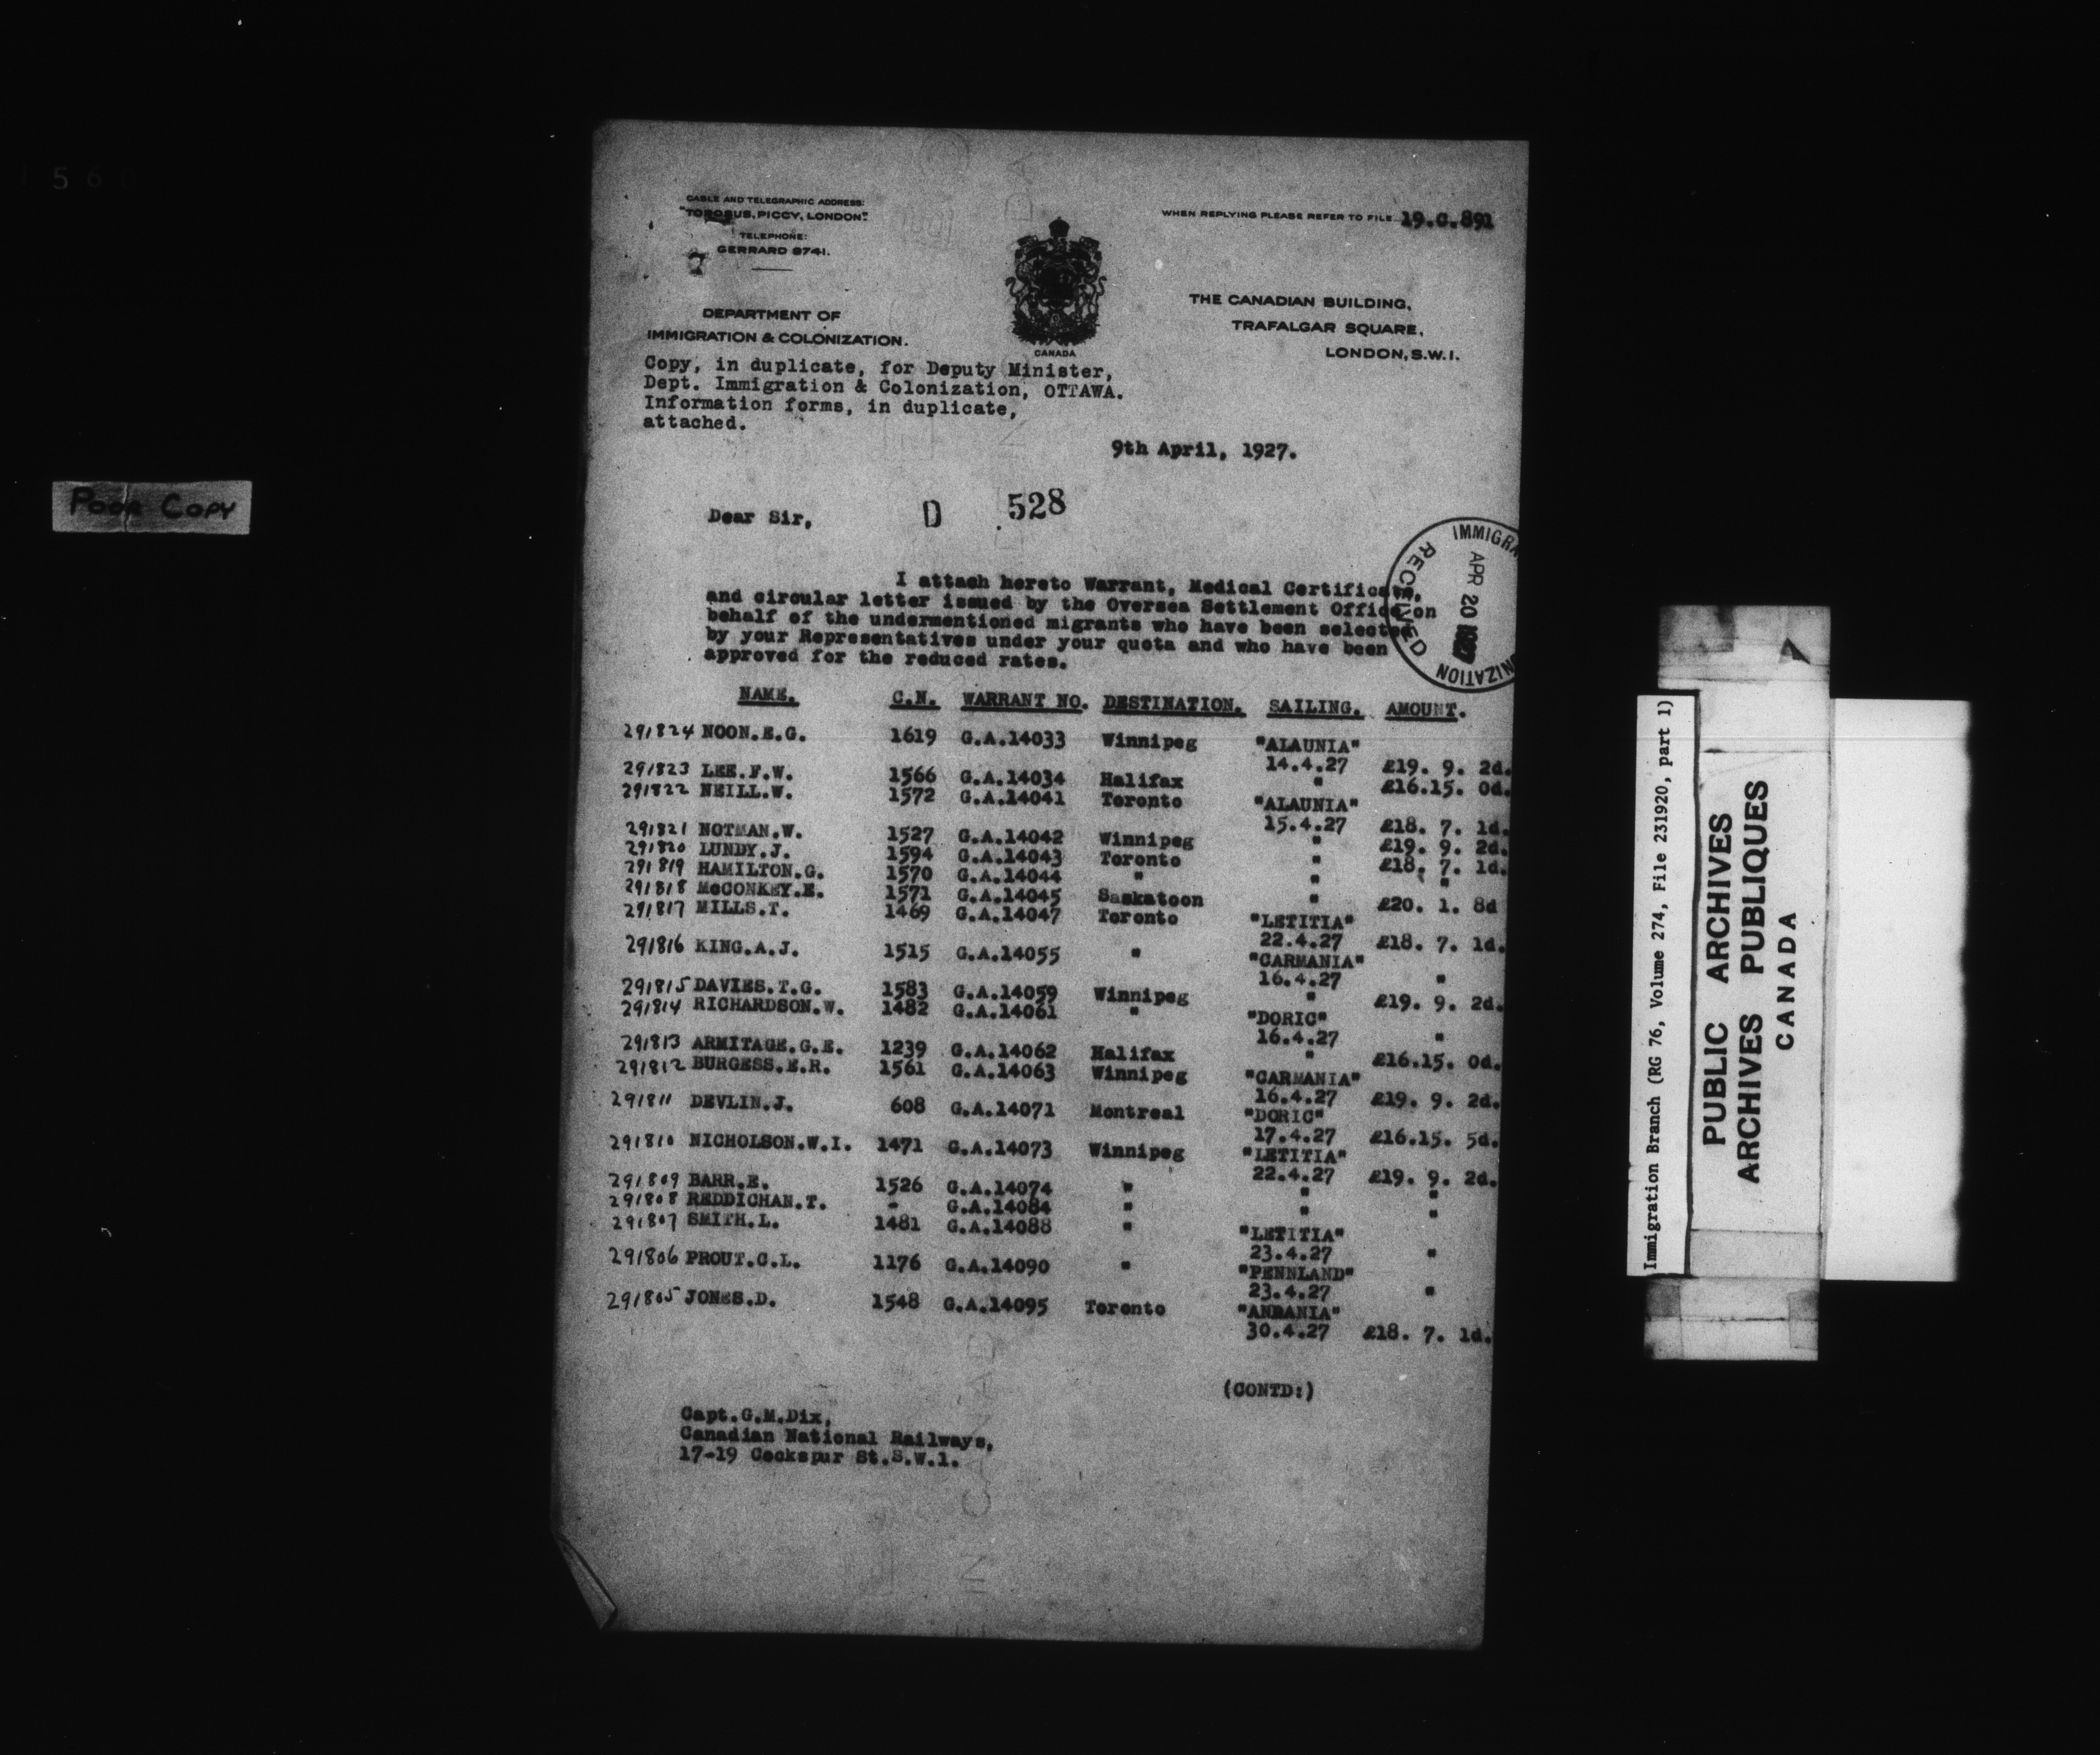 Poor Copy
CABLE AND TELEGRAPHIC ADDRESS:
"TOROBUS, PICCY, LONDON."
TELEPHONE:
GERRARD 8741.
WHEN REPLYING PLEASE REFER TO FILE 19.C.891
DEPARTMENT OF
IMMIGRATION & COLONIZATION.
CANADA
THE CANADIAN BUILDING,
TRAFALGAR SQUARE,
LONDON, S.W.1.
Copy, in duplicate, for Deputy Minister,
Dept. Immigration & Colonization, OTTAWA.
Information forms, in duplicate,
attached.
9th April, 1927.
Dear Sir,
D 528
IMMIGRA
RECEIVED
APR 20 1927
NIZATION
I attach hereto Warrant, Medical Certificate,
and circular letter issued by the Oversea Settlement Office on
behalf of the undermentioned migrants who have been selected
by your Representatives under your quota and who have been
approved for the reduced rates.
NAME. C.N. WARRANT NO. DESTINATION. SAILING. AMOUNT.
291824 NOON.E.G. 1619 G.A.14033 Winnipeg "ALAUNIA"
14.4.27 £19. 9. 2d.
291823 LEE.F.W. 1566 G.A.14034 Halifax " £16.15. 0d.
291822 NEILL.W. 1572 G.A.14041 Toronto "ALAUNIA"
15.4.27 £18. 7. 1d.
291821 NOTMAN.W. 1527 G.A.14042 Winnipeg " £19. 9. 2d.
291820 LUNDY.J. 1594 G.A.14043 Toronto " £18. 7. 1d.
291819 HAMILTON.G. 1570 G.A.14044 " " "
291818 McCONKEY.E. 1571 G.A.14045 Saskatoon " £20. 1. 8d
291817 MILLS.T. 1469 G.A.14047 Toronto "LETITIA"
22.4.27 £18. 7. 1d.
291816 KING.A.J. 1515 G.A.14055 " "CARMANIA"
16.4.27 "
291815 DAVIES.T.G. 1583 G.A.14059 Winnipeg " £19. 9. 2d.
291814 RICHARDSON.W. 1482 G.A.14061 " "DORIC"
16.4.27 "
291813 ARMITAGE.G.E. 1239 G.A.14062 Halifax " £16.15. 0d.
291812 BURGESS.E.R. 1561 G.A.14063 Winnipeg "CARMANIA"
16.4.27 £19. 9. 2d.
291811 DEVLIN.J. 608 G.A.14071 Montreal "DORIC"
17.4.27 £16.15. 5d.
291810 NICHOLSON.W.I. 1471 G.A.14073 Winnipeg "LETITIA"
22.4.27 £19. 9. 2d.
291809 BARR.E. 1526 G.A.14074 " " "
291808 REDDICHAN.T. - G.A.14084 " " "
291807 SMITH.L. 1481 G.A.14088 " "LETITIA"
23.4.27 "
291806 PROUT.C.L. 1176 G.A.14090 " "PENNLAND"
23.4.27 "
291805 JONES.D. 1548 G.A.14095 Toronto "ANDANIA"
30.4.27 £18. 7. 1d.
(CONTD:)
Capt.G.M.Dix,
Canadian National Railways,
17-19 Cockspur St.S.W.1.
Immigration Branch (RG 76, Volume 274, File 231920, part 1)
PUBLIC ARCHIVES
ARCHIVES PUBLIQUES
CANADA